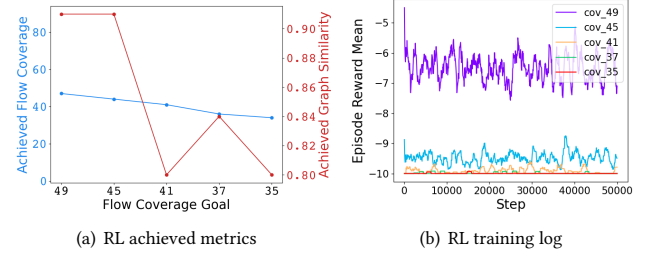 Achieved Flow Coverage
80
60
40
20
0
49
45
41
37
35
Flow Coverage Goal
0.90
0.88
0.86
0.84
0.82
0.80
Achieved Graph Similarity
(a) RL achieved metrics
Episode Reward Mean
−5
−6
−7
−8
−9
−10
0
10000
20000
30000
40000
50000
Step
cov_49
cov_45
cov_41
cov_37
cov_35
(b) RL training log